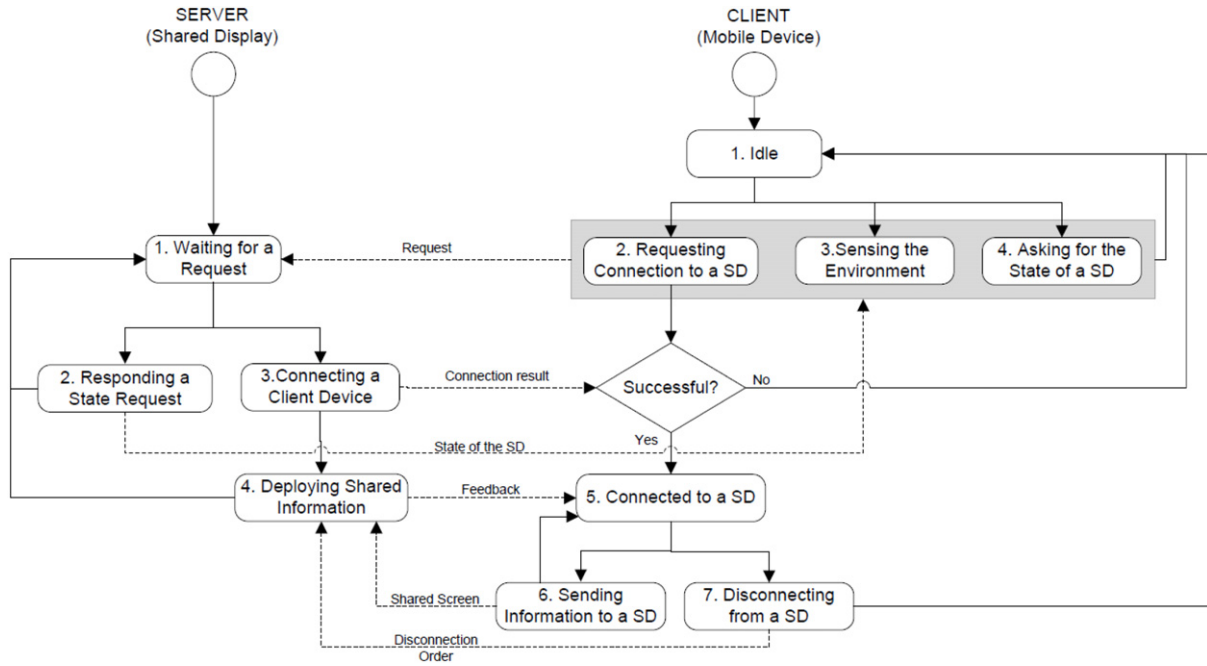 SERVER
(Shared Display)
CLIENT
(Mobile Device)
1. Idle
1. Waiting for a
Request
Request
2. Requesting
Connection to a SD
3.Sensing the
Environment
4. Asking for the
State of a SD
2. Responding a
State Request
3.Connecting a
Client Device
Connection result
Successful?
No
State of the SD
Yes
4. Deploying Shared
Information
Feedback
5. Connected to a SD
Shared Screen
6. Sending
Information to a SD
7. Disconnecting
from a SD
Disconnection
Order